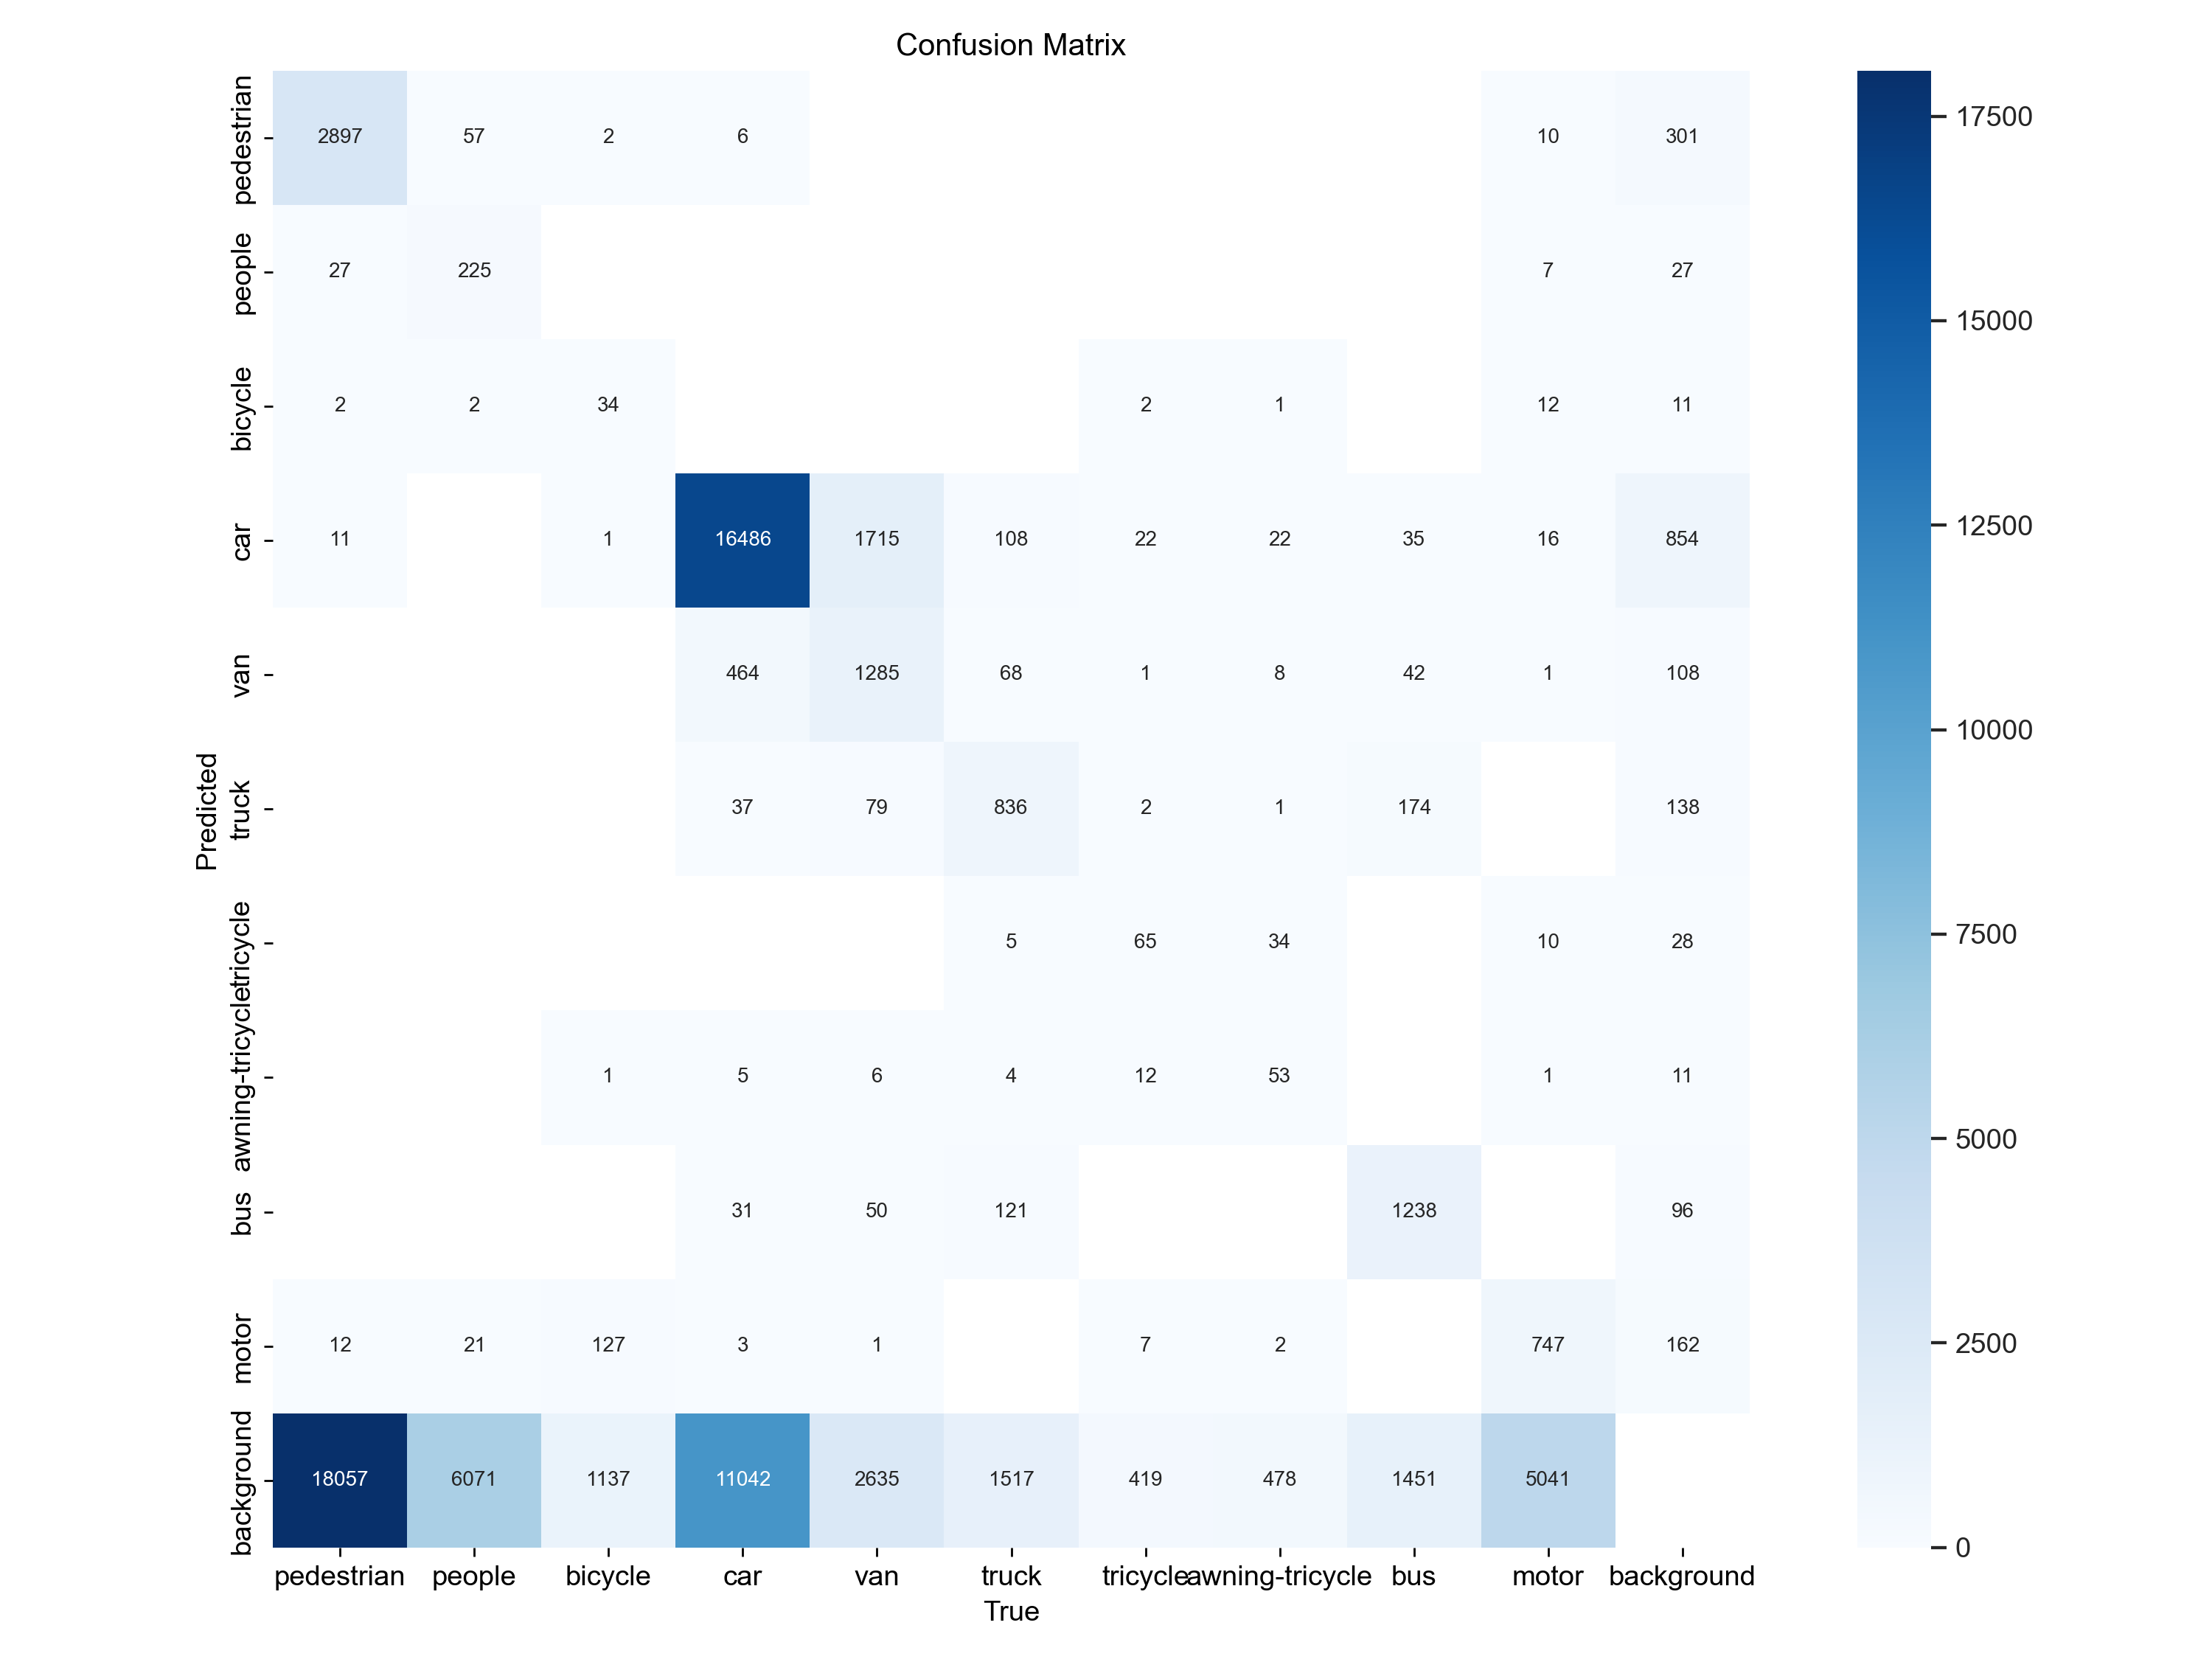 Confusion Matrix
pedestrian 2897 57 2 6 10 301
people 27 225 7 27
bicycle 2 2 34 2 1 12 11
car 11 1 16486 1715 108 22 22 35 16 854
van 464 1285 68 1 8 42 1 108
truck 37 79 836 2 1 174 138
tricycle 5 65 34 10 28
awning-tricycle 1 5 6 4 12 53 1 11
bus 31 50 121 1238 96
motor 12 21 127 3 1 7 2 747 162
background 18057 6071 1137 11042 2635 1517 419 478 1451 5041
Predicted
pedestrian people bicycle car van truck tricycle awning-tricycle bus motor background
True
17500
15000
12500
10000
7500
5000
2500
0